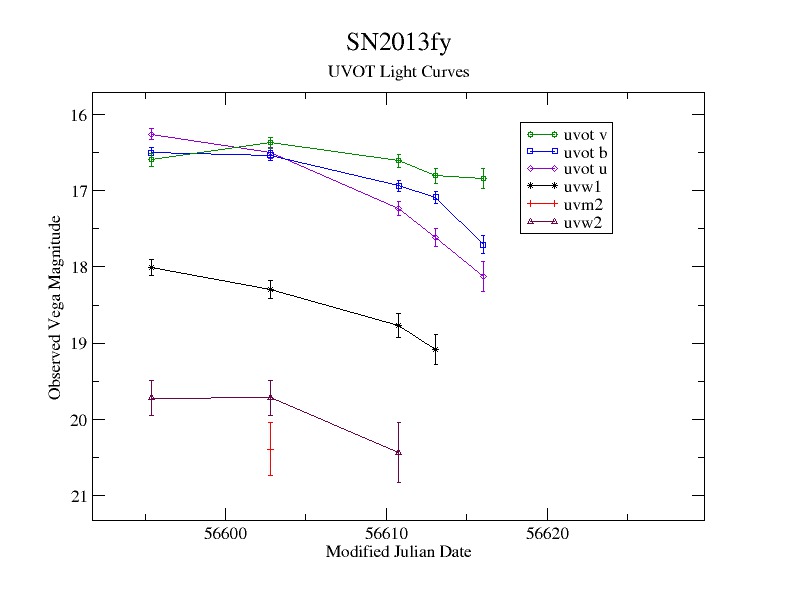 SN2013fy
UVOT Light Curves
Observed Vega Magnitude
16
17
18
19
20
21
uvot v
uvot b
uvot u
uvw1
uvm2
uvw2
56600
56610
56620
Modified Julian Date